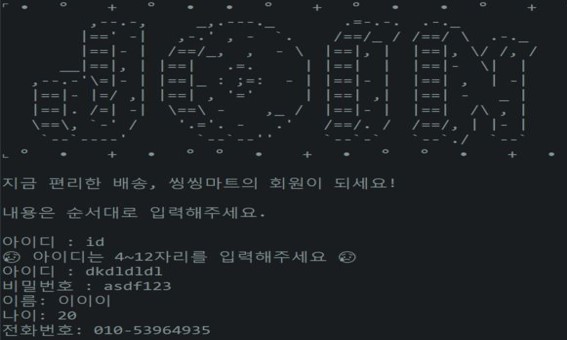 JOIN
지금 편리한 배송, 씽씽마트의 회원이 되세요!
내용은 순서대로 입력해주세요.
아이디 : id
아이디는 4~12자리를 입력해주세요
아이디 : dkdldldl
비밀번호 : asdf123
이름: 이이이
나이: 20
전화번호: 010-53964935